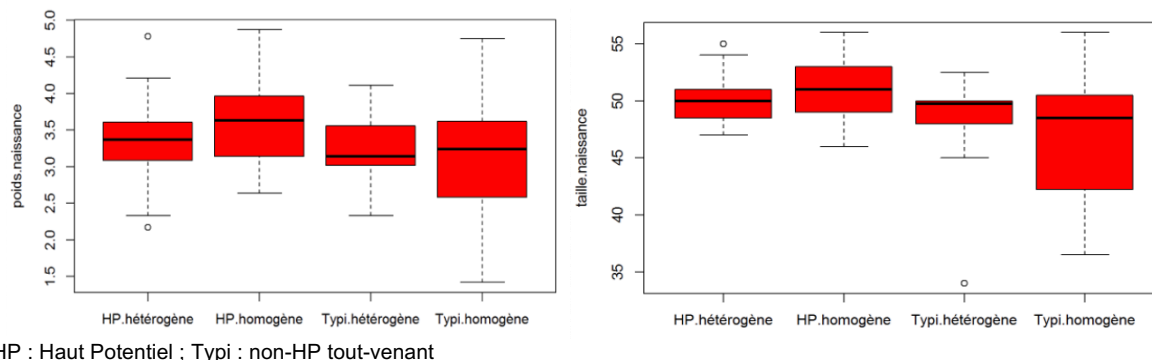 poids.naissance
5.0
4.5
4.0
3.5
3.0
2.5
2.0
1.5
HP.hétérogène HP.homogène Typi.hétérogène Typi.homogène
taille.naissance
55
50
45
40
35
HP.hétérogène HP.homogène Typi.hétérogène Typi.homogène
HP : Haut Potentiel ; Typi : non-HP tout-venant